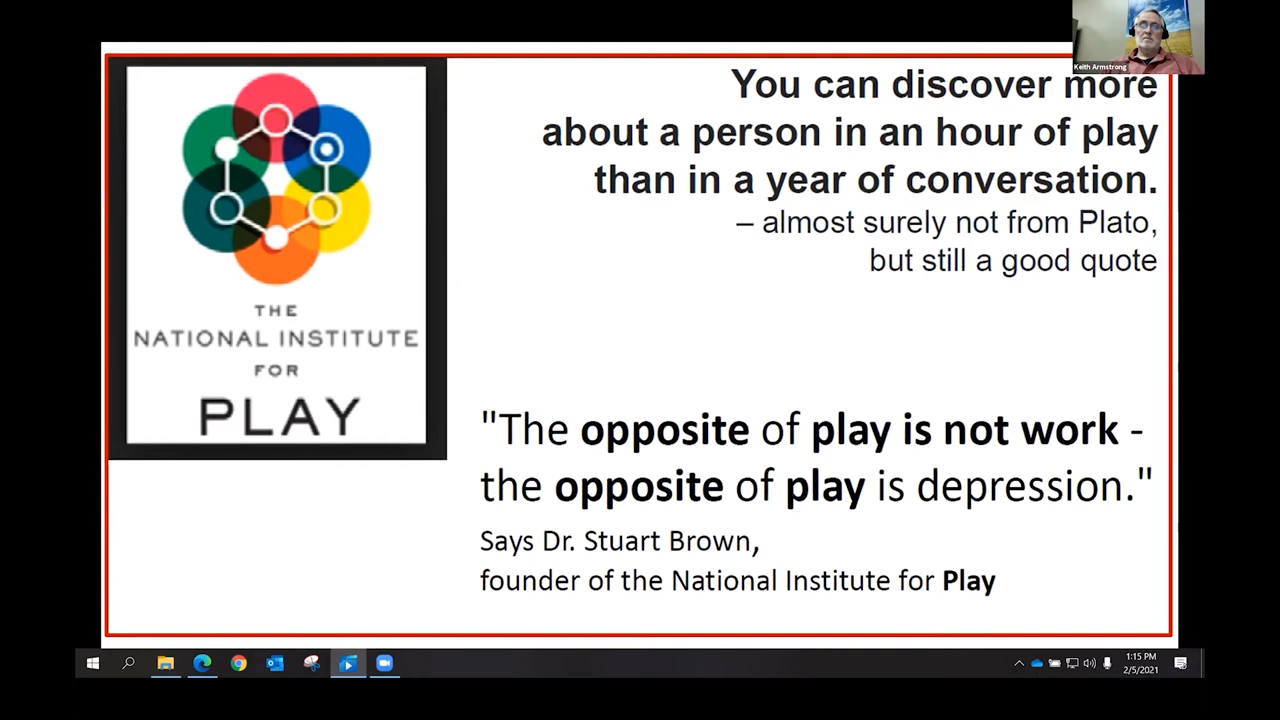 Keith Armstrong
You can discover more
about a person in an hour of play
than in a year of conversation.
– almost surely not from Plato,
but still a good quote
THE
NATIONAL INSTITUTE
FOR
PLAY
"The opposite of play is not work -
the opposite of play is depression."
Says Dr. Stuart Brown,
founder of the National Institute for Play
1:15 PM
2/5/2021